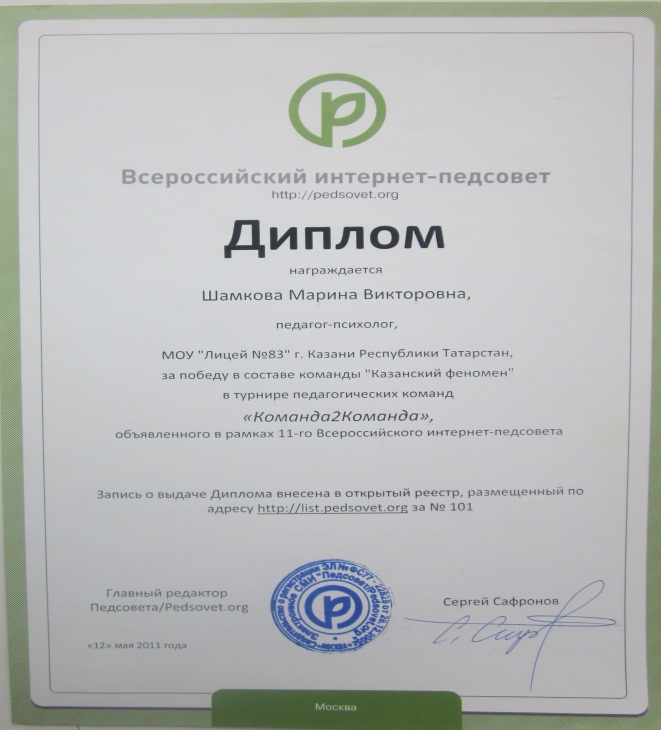 Всероссийский интернет-педсовет
http://pedsovet.org
Диплом
награждается
Шамкова Марина Викторовна,
педагог-психолог,
МОУ "Лицей №83" г. Казани Республики Татарстан,
за победу в составе команды "Казанский феномен"
в турнире педагогических команд
«Команда2Команда»,
объявленного в рамках 11-го Всероссийского интернет-педсовета
Запись о выдаче Диплома внесена в открытый реестр, размещенный по
адресу http://list.pedsovet.org за № 101
Главный редактор
Педсовета/Pedsovet.org
Сергей Сафронов
«12» мая 2011 года
Москва